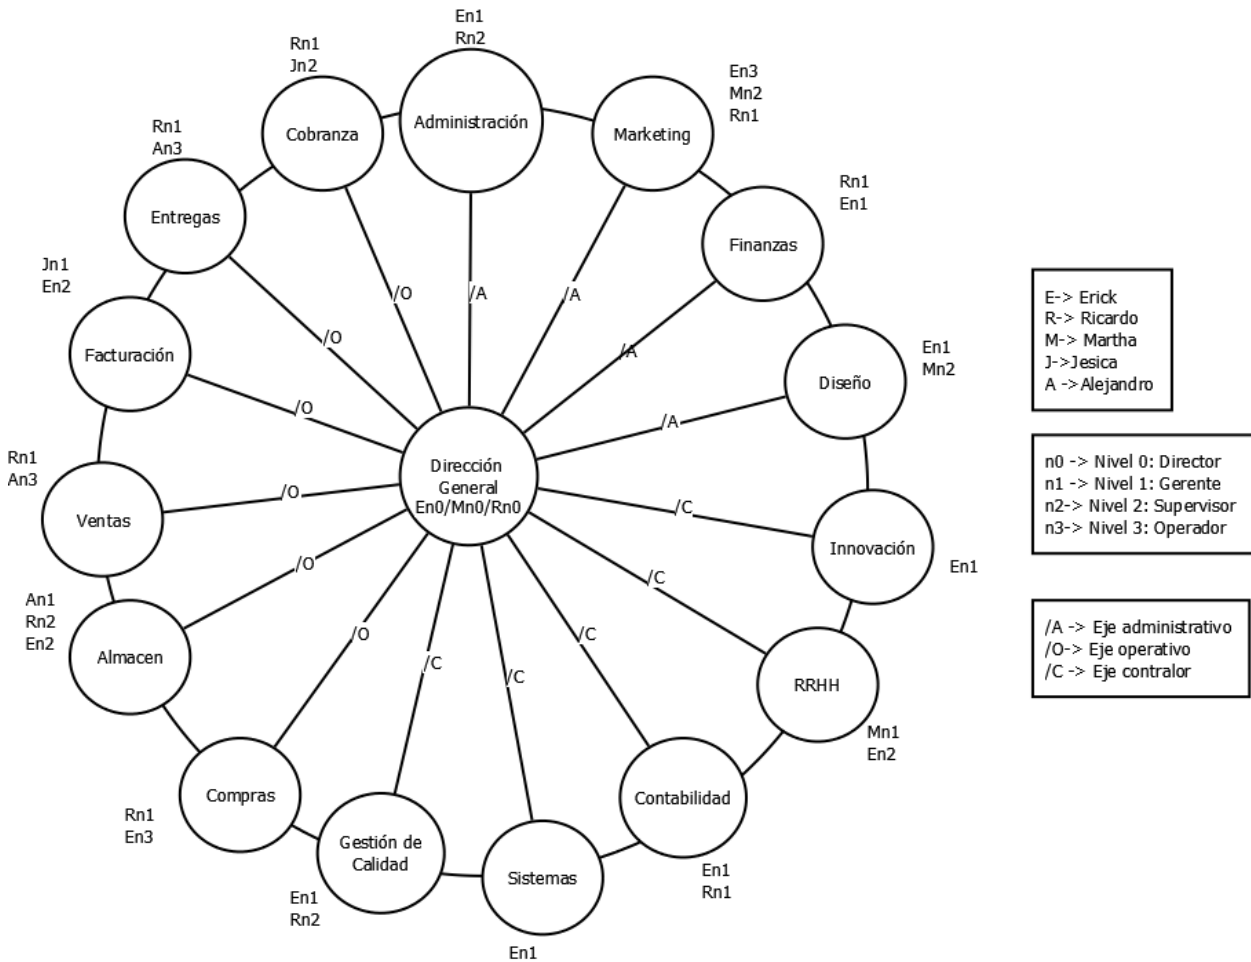 En1
Rn2
Administración
Rn1
Jn2
Cobranza
En3
Mn2
Rn1
Marketing
Rn1
An3
Entregas
Rn1
En1
Finanzas
Jn1
En2
Facturación
En1
Mn2
Diseño
Rn1
An3
Ventas
Dirección
General
En0/Mn0/Rn0
Innovación
En1
An1
Rn2
En2
Almacen
RRHH
Mn1
En2
Compras
Rn1
En3
Gestión de
Calidad
En1
Rn2
Sistemas
En1
Contabilidad
En1
Rn1
/O
/A
/A
/O
/A
/O
/A
/O
/C
/O
/C
/O
/C
/C
/C
E-> Erick
R-> Ricardo
M-> Martha
J->Jesica
A ->Alejandro
n0 -> Nivel 0: Director
n1 -> Nivel 1: Gerente
n2-> Nivel 2: Supervisor
n3-> Nivel 3: Operador
/A -> Eje administrativo
/O-> Eje operativo
/C -> Eje contralor